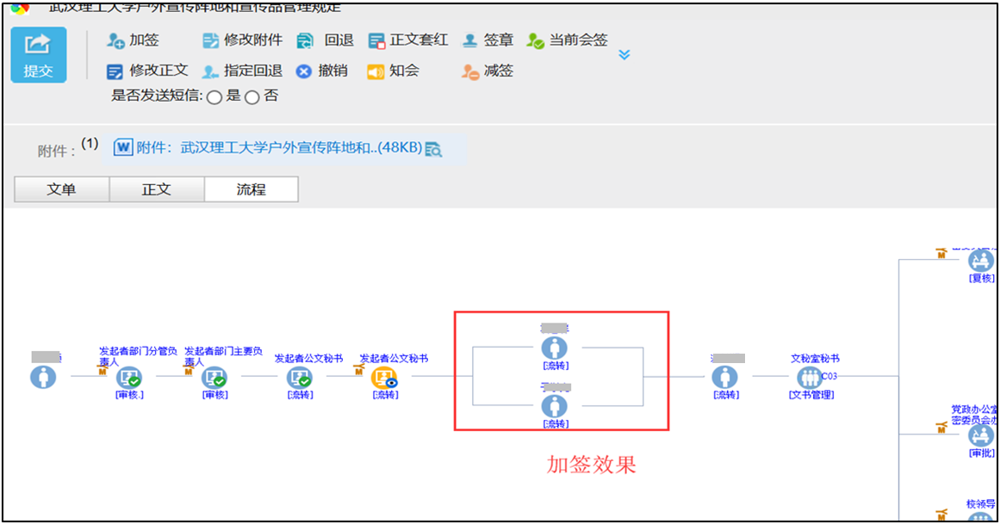 武汉理工大学户外宣传阵地和宣传品管理规定
提交
加签 修改附件 回退 正文套红 签章 当前会签
修改正文 指定回退 撤销 知会 减签
是否发送短信: 是 否
附件: (1) 附件: 武汉理工大学户外宣传阵地和..(48KB)
文单 正文 流程
[复核]
发起者部门分管负责人
[审核.]
发起者部门主要负责人
[审核]
发起者公文秘书
[流转]
发起者公文秘书
[流转]
[流转]
[流转]
[流转]
文秘室秘书
C03
[文书管理]
党政办公室
密委员会办
[审批]
校领导
加签效果